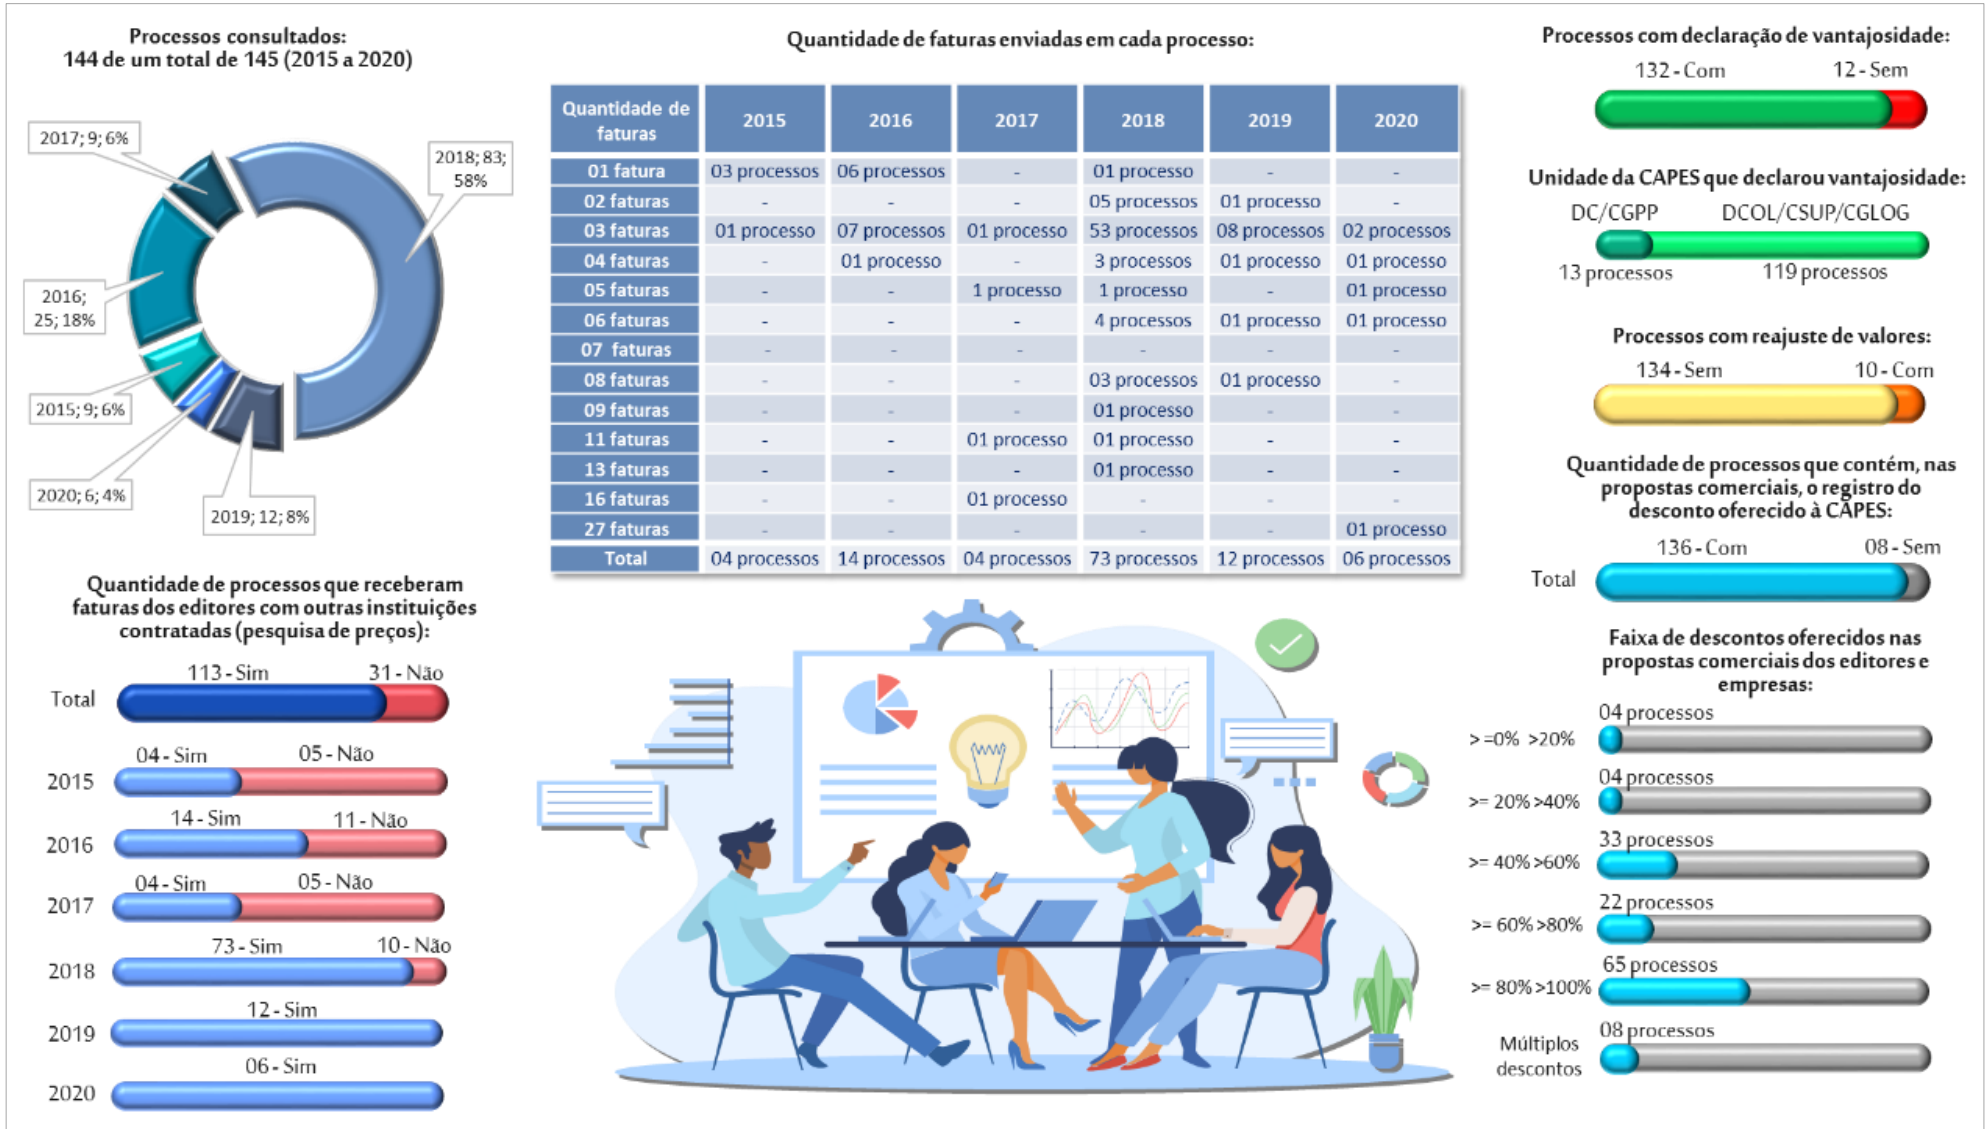 Processos consultados:
144 de um total de 145 (2015 a 2020)
2017; 9; 6%
2018; 83;
58%
2016;
25; 18%
2015; 9; 6%
2020; 6; 4%
2019; 12; 8%
Quantidade de processos que receberam
faturas dos editores com outras instituições
contratadas (pesquisa de preços):
113 - Sim 31 - Não
Total
04 - Sim 05 - Não
2015
14 - Sim 11 - Não
2016
04 - Sim 05 - Não
2017
73 - Sim 10 - Não
2018
12 - Sim
2019
06 - Sim
2020
Quantidade de faturas enviadas em cada processo:
Quantidade de
faturas
2015 2016 2017 2018 2019 2020
01 fatura 03 processos 06 processos - 01 processo - -
02 faturas - - - 05 processos 01 processo -
03 faturas 01 processo 07 processos 01 processo 53 processos 08 processos 02 processos
04 faturas - 01 processo - 3 processos 01 processo 01 processo
05 faturas - - 1 processo 1 processo - 01 processo
06 faturas - - - 4 processos 01 processo 01 processo
07 faturas - - - - - -
08 faturas - - - 03 processos 01 processo -
09 faturas - - - 01 processo - -
11 faturas - - 01 processo 01 processo - -
13 faturas - - - 01 processo - -
16 faturas - - 01 processo - - -
27 faturas - - - - - 01 processo
Total 04 processos 14 processos 04 processos 73 processos 12 processos 06 processos
Processos com declaração de vantajosidade:
132 - Com 12 - Sem
Unidade da CAPES que declarou vantajosidade:
DC/CGPP DCOL/CSUP/CGLOG
13 processos 119 processos
Processos com reajuste de valores:
134 - Sem 10 - Com
Quantidade de processos que contém, nas
propostas comerciais, o registro do
desconto oferecido à CAPES:
136 - Com 08 - Sem
Total
Faixa de descontos oferecidos nas
propostas comerciais dos editores e
empresas:
04 processos
> =0% >20%
04 processos
>= 20% >40%
33 processos
>= 40% >60%
22 processos
>= 60% >80%
65 processos
>= 80% >100%
08 processos
Múltiplos
descontos